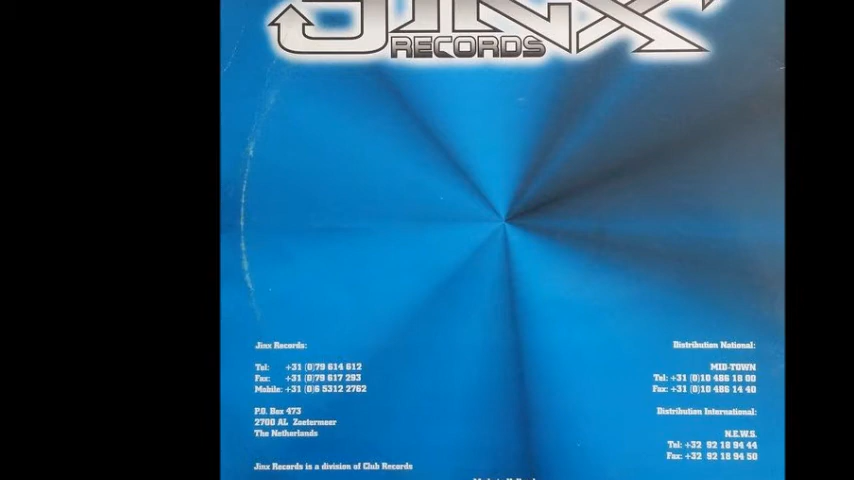 JINX
RECORDS
Jinx Records:
Tel: +31 (0)79 614 612
Fax: +31 (0)79 617 293
Mobile: +31 (0)6 5312 2762
P.O. Box 473
2700 AL Zoetermeer
The Netherlands
Jinx Records is a division of Club Records
Distribution National:
MID-TOWN
Tel: +31 (0)10 486 18 00
Fax: +31 (0)10 486 14 40
Distribution International:
N.E.W.S.
Tel: +32 92 18 94 44
Fax: +32 92 18 94 50